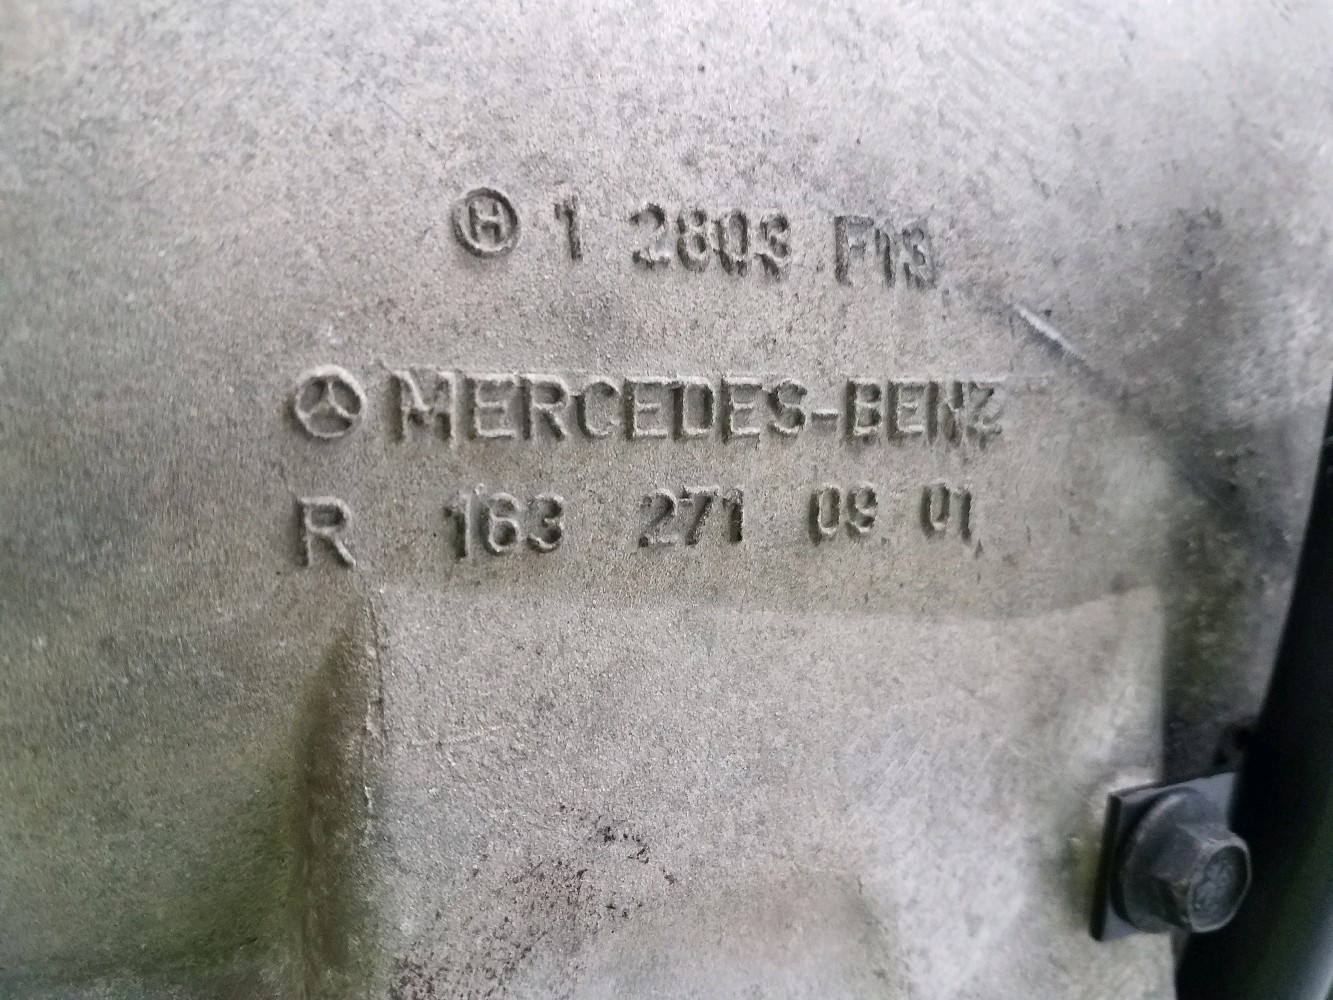 H 1 2803 F13
MERCEDES-BENZ
R 163 271 09 01